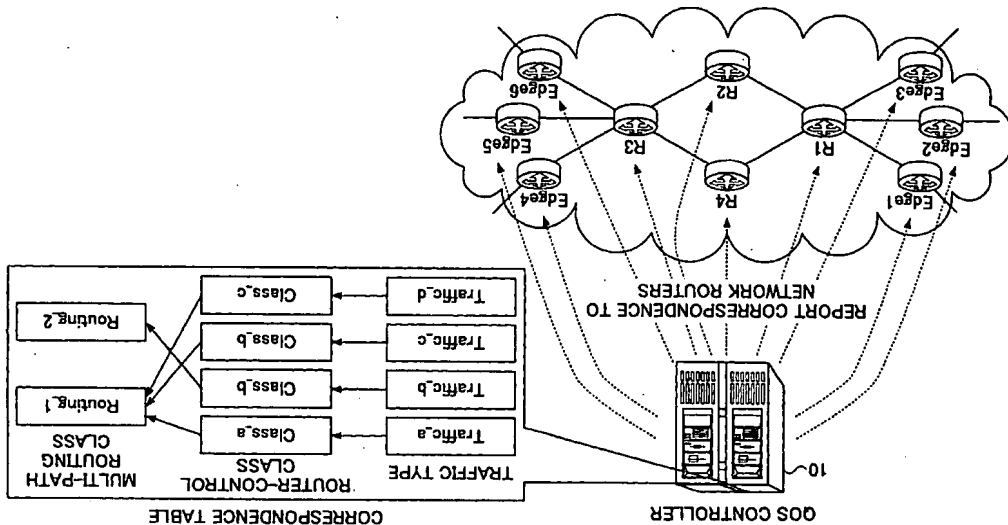 QOS CONTROLLER
10
REPORT CORRESPONDENCE TO
NETWORK ROUTERS
CORRESPONDENCE TABLE
TRAFFIC TYPE
ROUTER-CONTROL
CLASS
MULTI-PATH
ROUTING
CLASS
Traffic_a
Class_a
Routing_1
Traffic_b
Class_b
Traffic_c
Class_b
Routing_2
Traffic_d
Class_c
Edge1
R4
Edge4
Edge2
R1
R3
Edge5
Edge3
R2
Edge6